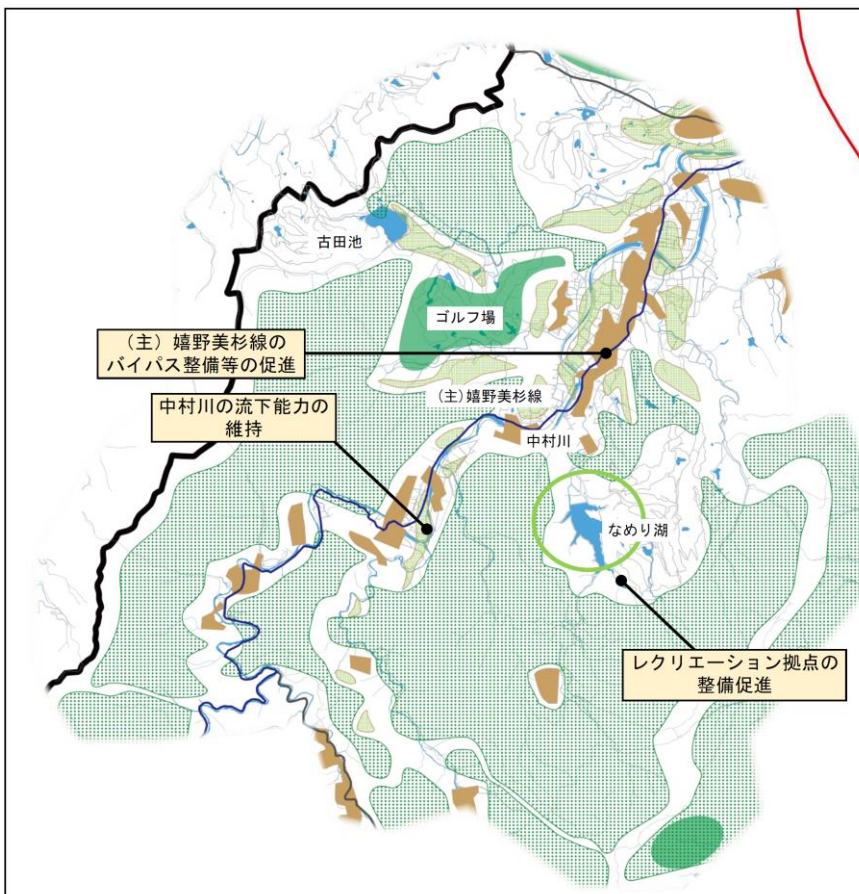 古田池
ゴルフ場
（主）嬉野美杉線の
バイパス整備等の促進
(主)嬉野美杉線
中村川の流下能力の
維持
中村川
なめり湖
レクリエーション拠点の
整備促進